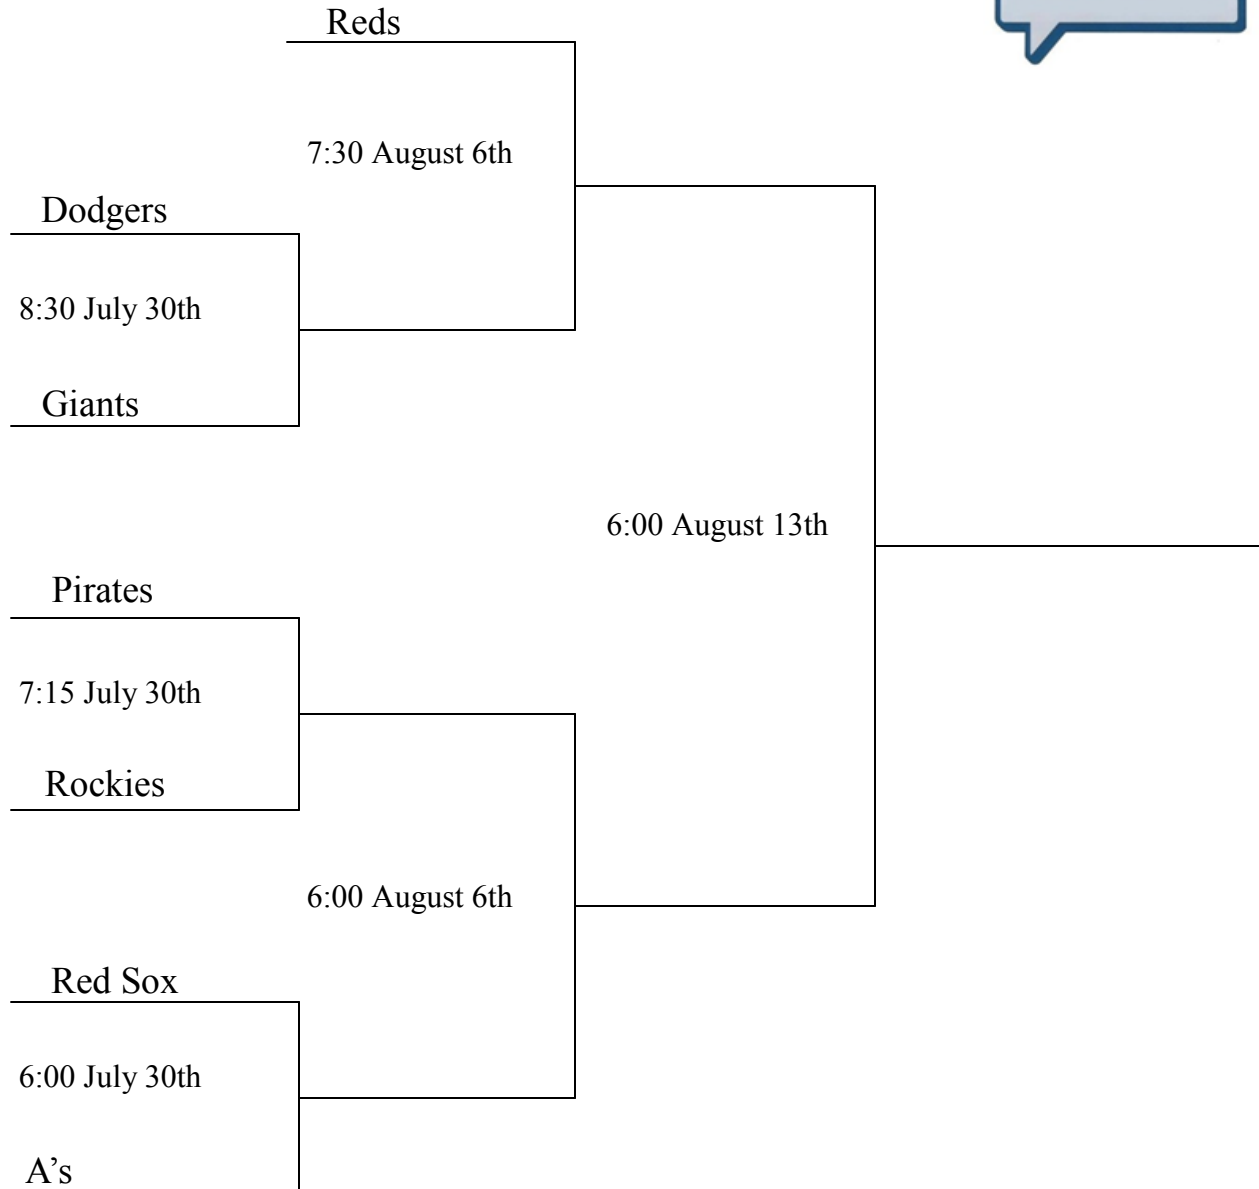 Reds
7:30 August 6th
Dodgers
8:30 July 30th
Giants
6:00 August 13th
Pirates
7:15 July 30th
Rockies
6:00 August 6th
Red Sox
6:00 July 30th
A’s